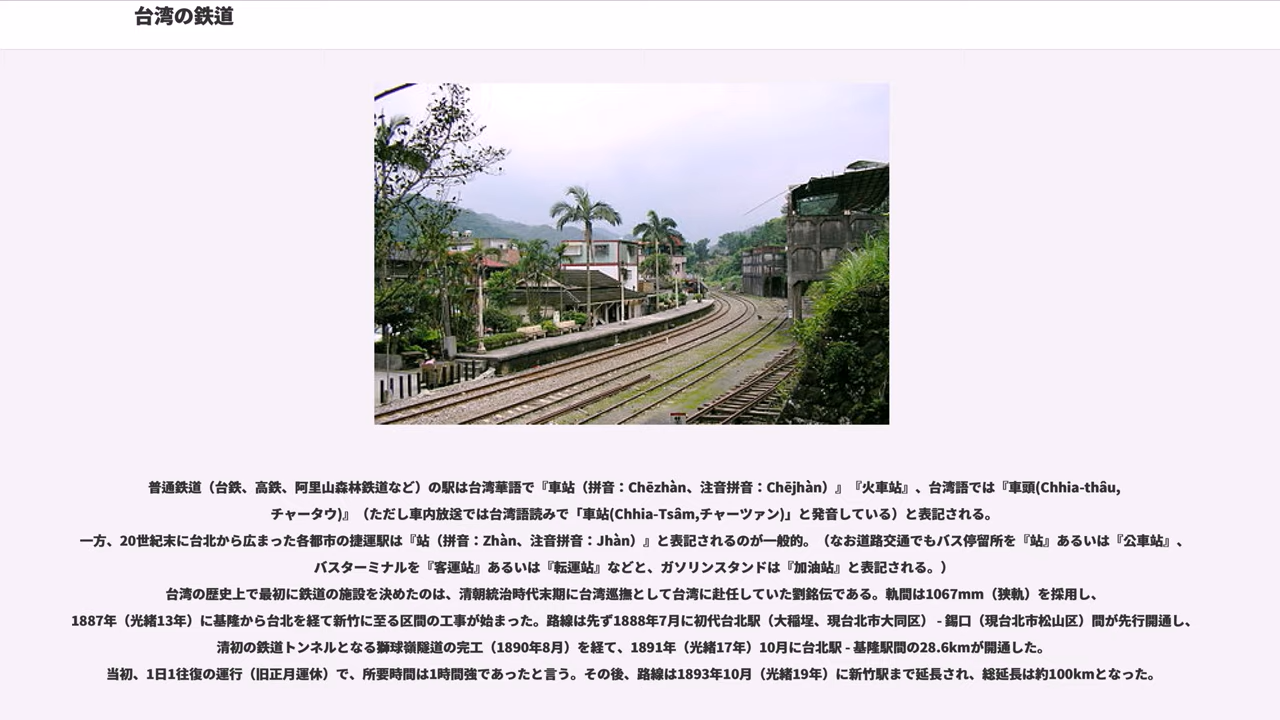 台湾の鉄道
普通鉄道（台鉄、高鉄、阿里山森林鉄道など）の駅は台湾華語で『車站（拼音：Chēzhàn、注音拼音：Chējhàn）』『火車站』、台湾語では『車頭(Chhia-thâu,
チャータウ)』（ただし車内放送では台湾語読みで「車站(Chhia-Tsâm,チャーツァン)」と発音している）と表記される。
一方、20世紀末に台北から広まった各都市の捷運駅は『站（拼音：Zhàn、注音拼音：Jhàn）』と表記されるのが一般的。（なお道路交通でもバス停留所を『站』あるいは『公車站』、
バスターミナルを『客運站』あるいは『転運站』などと、ガソリンスタンドは『加油站』と表記される。）
台湾の歴史上で最初に鉄道の施設を決めたのは、清朝統治時代末期に台湾巡撫として台湾に赴任していた劉銘伝である。軌間は1067mm（狭軌）を採用し、
1887年（光緒13年）に基隆から台北を経て新竹に至る区間の工事が始まった。路線は先ず1888年7月に初代台北駅（大稲埕、現台北市大同区） - 錫口（現台北市松山区）間が先行開通し、
清初の鉄道トンネルとなる獅球嶺隧道の完工（1890年8月）を経て、1891年（光緒17年）10月に台北駅 - 基隆駅間の28.6kmが開通した。
当初、1日1往復の運行（旧正月運休）で、所要時間は1時間強であったと言う。その後、路線は1893年10月（光緒19年）に新竹駅まで延長され、総延長は約100kmとなった。